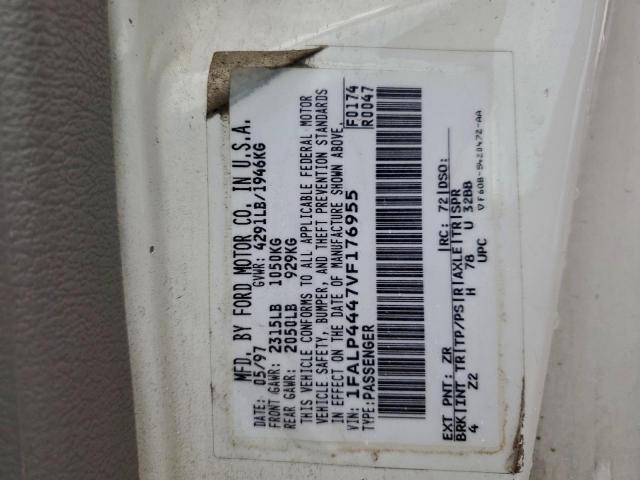 MFD. BY FORD MOTOR CO. IN U.S.A.
DATE: 05/97 GVWR: 4291LB/1946KG
FRONT GAWR: 2315LB 1050KG
REAR GAWR: 2050LB 929KG
THIS VEHICLE CONFORMS TO ALL APPLICABLE FEDERAL MOTOR
VEHICLE SAFETY, BUMPER, AND THEFT PREVENTION STANDARDS
IN EFFECT ON THE DATE OF MANUFACTURE SHOWN ABOVE.
VIN: 1FALP4447VF176955 F0174
TYPE: PASSENGER R0047
EXT PNT: ZR RC: 72 DSO:
BRK INT TR TP/PS R AXLE TR SPR
4 Z2 H 78 U 32BB
UPC
VF60B-5420472-AA